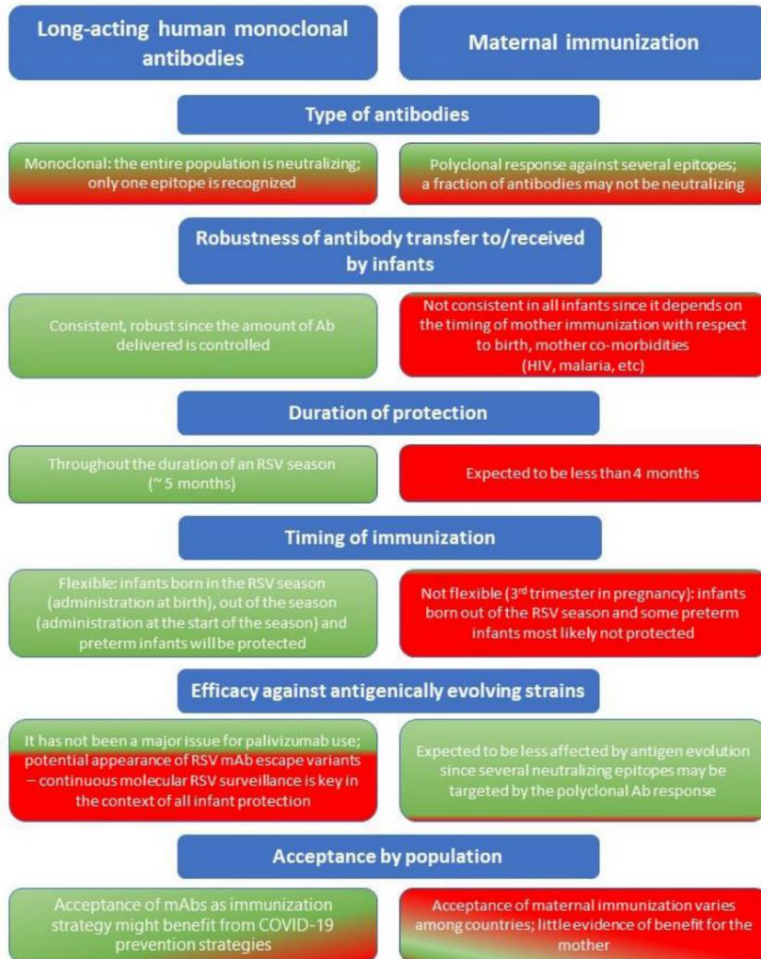 Long-acting human monoclonal
antibodies
Maternal immunization
Type of antibodies
Monoclonal: the entire population is neutralizing;
only one epitope is recognized
Polyclonal response against several epitopes;
a fraction of antibodies may not be neutralizing
Robustness of antibody transfer to/received
by infants
Consistent, robust since the amount of Ab
delivered is controlled
Not consistent in all infants since it depends on
the timing of mother immunization with respect
to birth, mother co-morbidities
(HIV, malaria, etc)
Duration of protection
Throughout the duration of an RSV season
(~ 5 months)
Expected to be less than 4 months
Timing of immunization
Flexible: infants born in the RSV season
(administration at birth), out of the season
(administration at the start of the season) and
preterm infants will be protected
Not flexible (3rd trimester in pregnancy): infants
born out of the RSV season and some preterm
infants most likely not protected
Efficacy against antigenically evolving strains
It has not been a major issue for palivizumab use;
potential appearance of RSV mAb escape variants
– continuous molecular RSV surveillance is key in
the context of all infant protection
Expected to be less affected by antigen evolution
since several neutralizing epitopes may be
targeted by the polyclonal Ab response
Acceptance by population
Acceptance of mAbs as immunization
strategy might benefit from COVID-19
prevention strategies
Acceptance of maternal immunization varies
among countries; little evidence of benefit for the
mother